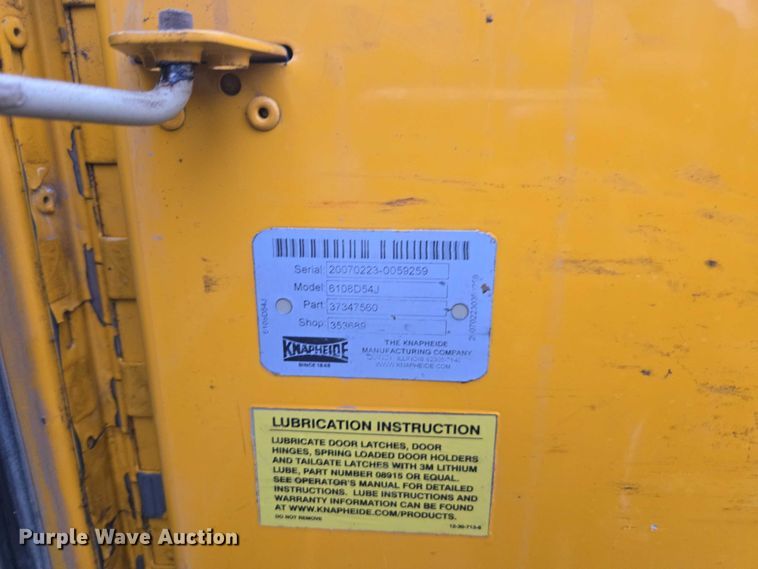 Serial: 20070223-0059259
Model: 6108D54J
Part: 37347560
Shop: 353689
6108D54J
KNAPHEIDE
SINCE 1848
THE KNAPHEIDE
MANUFACTURING COMPANY
WWW.KNAPHEIDE.COM
LUBRICATION INSTRUCTION
LUBRICATE DOOR LATCHES, DOOR
HINGES, SPRING LOADED DOOR HOLDERS
AND TAILGATE LATCHES WITH 3M LITHIUM
LUBE, PART NUMBER 08915 OR EQUAL.
SEE OPERATOR'S MANUAL FOR DETAILED
INSTRUCTIONS. LUBE INSTRUCTIONS AND
WARRANTY INFORMATION CAN BE FOUND
AT WWW.KNAPHEIDE.COM/PRODUCTS.
DO NOT REMOVE
Purple Wave Auction